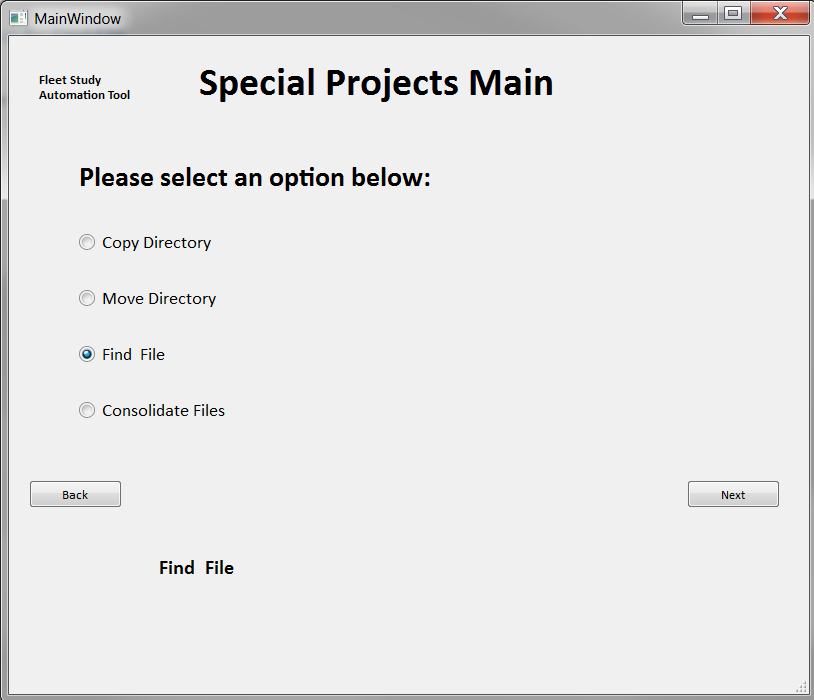 MainWindow
Fleet Study
Automation Tool
Special Projects Main
Please select an option below:
Copy Directory
Move Directory
Find  File
Consolidate Files
Back
Next
Find  File